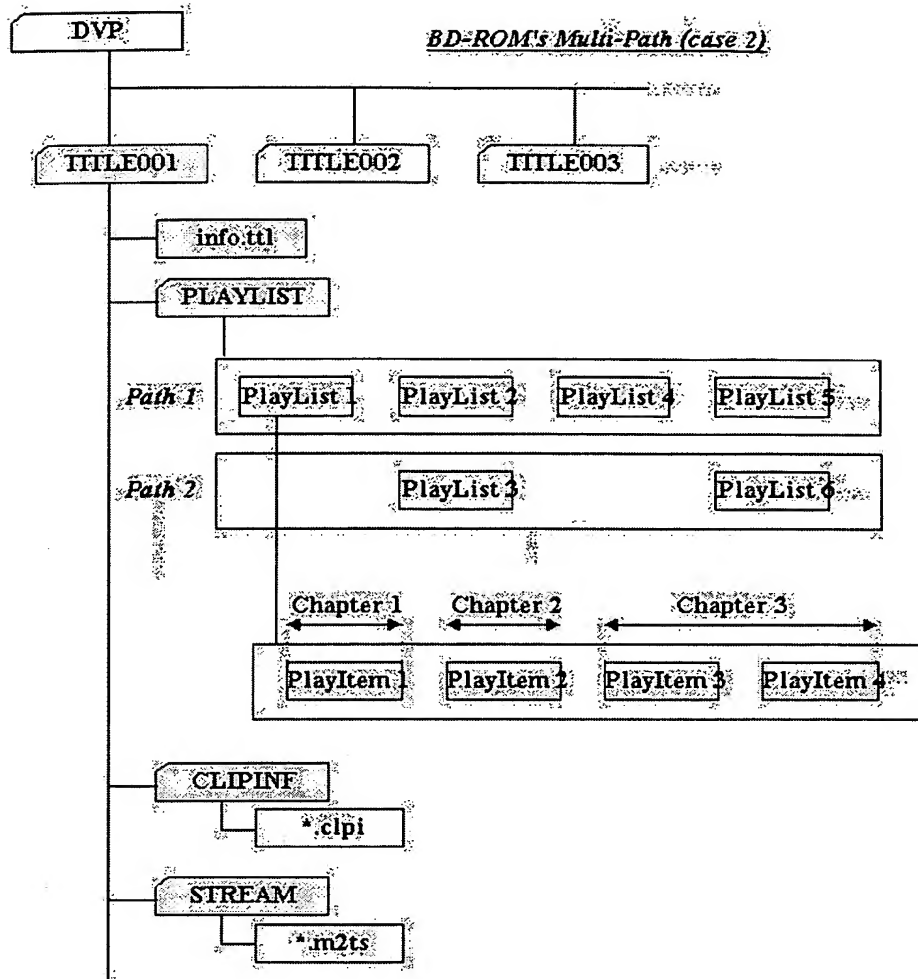 DVP
BD-ROM's Multi-Path (case 2)
TITLE001
TITLE002
TITLE003
info.ttl
PLAYLIST
Path 1
PlayList 1
PlayList 2
PlayList 4
PlayList 5
Path 2
PlayList 3
PlayList 6
Chapter 1
Chapter 2
Chapter 3
PlayItem 1
PlayItem 2
PlayItem 3
PlayItem 4
CLIPINF
*.clpi
STREAM
*.m2ts